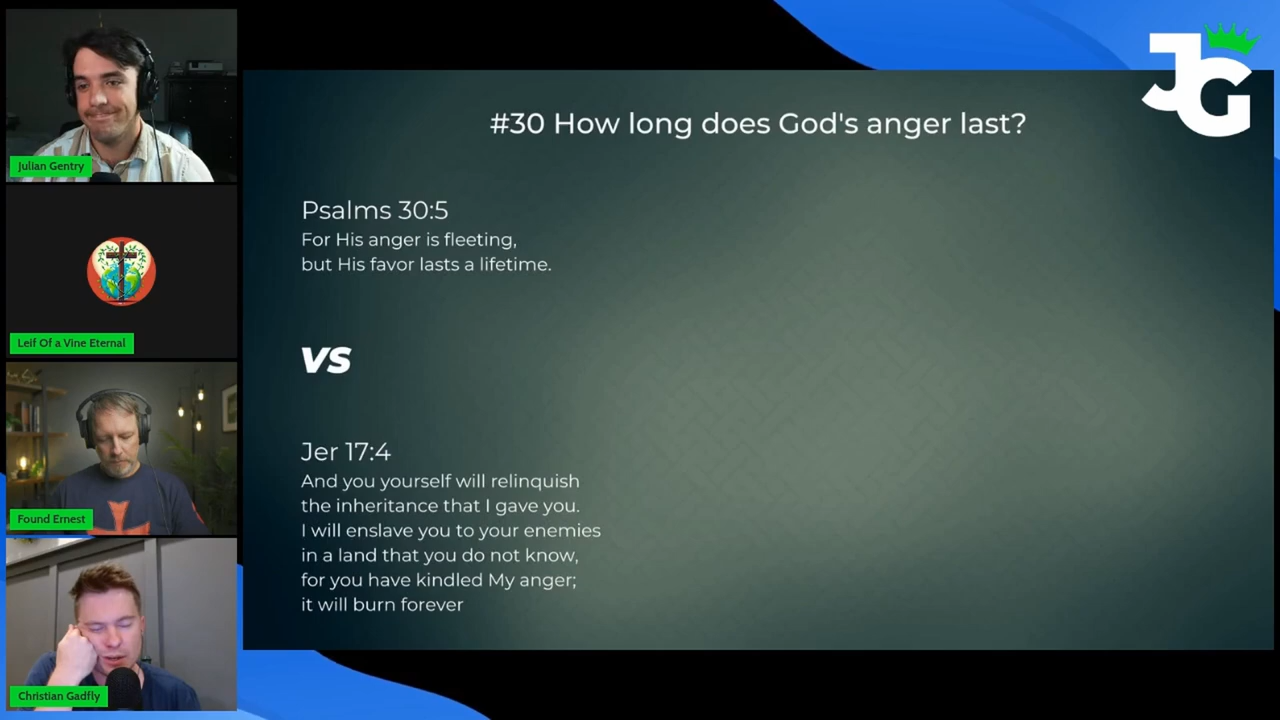 JG
#30 How long does God's anger last?
Psalms 30:5
For His anger is fleeting,
but His favor lasts a lifetime.
VS
Jer 17:4
And you yourself will relinquish
the inheritance that I gave you.
I will enslave you to your enemies
in a land that you do not know,
for you have kindled My anger;
it will burn forever
Julian Gentry
Leif Of a Vine Eternal
Found Ernest
Christian Gadfly